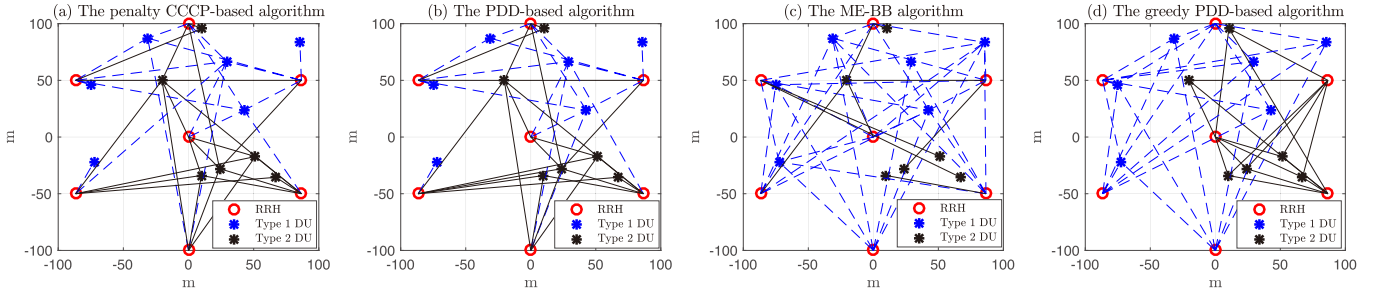 (a) The penalty CCCP-based algorithm
100
50
0
-50
-100
m
-100
-50
0
50
100
m
RRH
Type 1 DU
Type 2 DU
(b) The PDD-based algorithm
100
50
0
-50
-100
m
-100
-50
0
50
100
m
RRH
Type 1 DU
Type 2 DU
(c) The ME-BB algorithm
100
50
0
-50
-100
m
-100
-50
0
50
100
m
RRH
Type 1 DU
Type 2 DU
(d) The greedy PDD-based algorithm
100
50
0
-50
-100
m
-100
-50
0
50
100
m
RRH
Type 1 DU
Type 2 DU